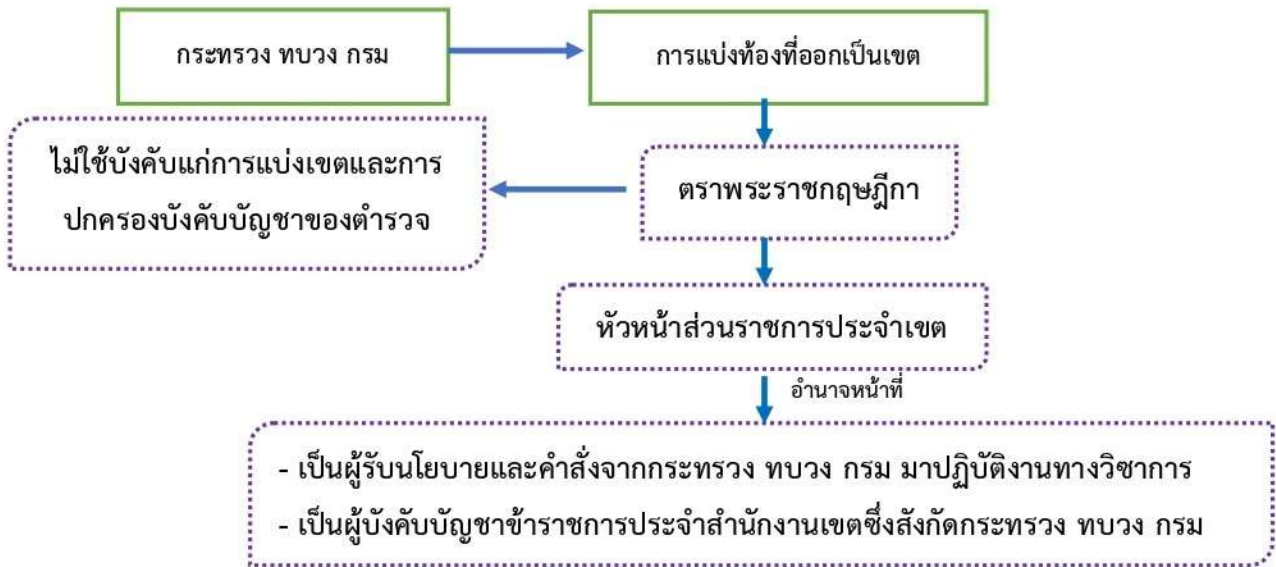 กระทรวง ทบวง กรม
การแบ่งท้องที่ออกเป็นเขต
ไม่ใช้บังคับแก่การแบ่งเขตและการ
ปกครองบังคับบัญชาของตำรวจ
ตราพระราชกฤษฎีกา
หัวหน้าส่วนราชการประจำเขต
อำนาจหน้าที่
- เป็นผู้รับนโยบายและคำสั่งจากกระทรวง ทบวง กรม มาปฏิบัติงานทางวิชาการ
- เป็นผู้บังคับบัญชาข้าราชการประจำสำนักงานเขตซึ่งสังกัดกระทรวง ทบวง กรม